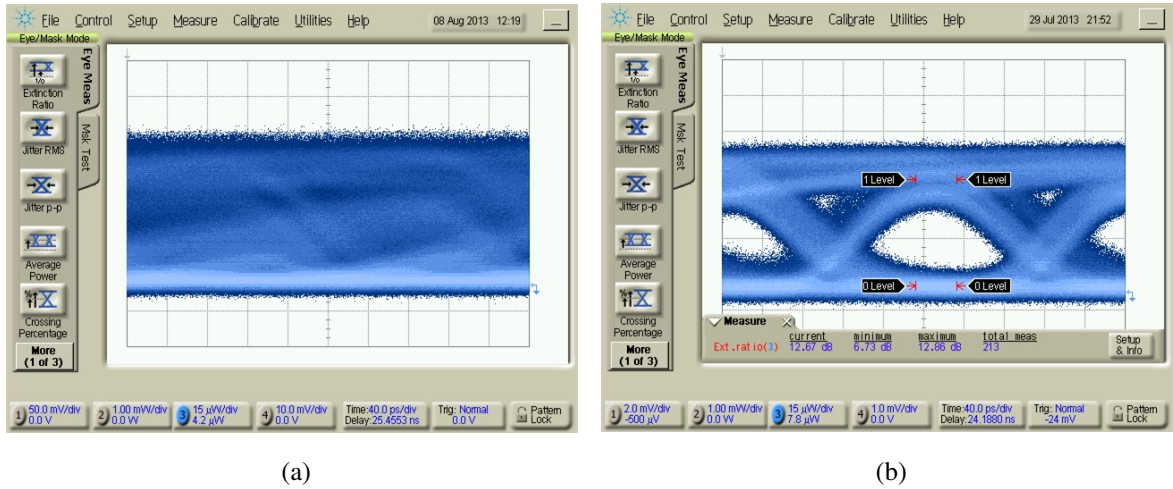 File Control Setup Measure Calibrate Utilities Help 08 Aug 2013 12:19
Eye/Mask Mode
Eye Meas
Msk Test
Extinction
Ratio
Jitter RMS
Jitter p-p
Average
Power
Crossing
Percentage
More
(1 of 3)
1) 50.0 mV/div 2) 1.00 mW/div 3) 15 µW/div 4) 10.0 mV/div Time:40.0 ps/div Trig: Normal Pattern
0.0 V 0.0 W 4.2 µW 0.0 V Delay:25.4553 ns 0.0 V Lock
(a)
File Control Setup Measure Calibrate Utilities Help 29 Jul 2013 21:52
Eye/Mask Mode
Eye Meas
Msk Test
Extinction
Ratio
Jitter RMS
Jitter p-p
Average
Power
Crossing
Percentage
More
(1 of 3)
1 Level 1 Level
0 Level 0 Level
Measure
current minimum maximum total meas
Ext.ratio(3) 12.67 dB 6.73 dB 12.86 dB 213
Setup
& Info
1) 2.0 mV/div 2) 1.00 mW/div 3) 15 µW/div 4) 1.0 mV/div Time:40.0 ps/div Trig: Normal Pattern
-500 µV 0.0 W 7.8 µW 0.0 V Delay:24.1880 ns -24 mV Lock
(b)